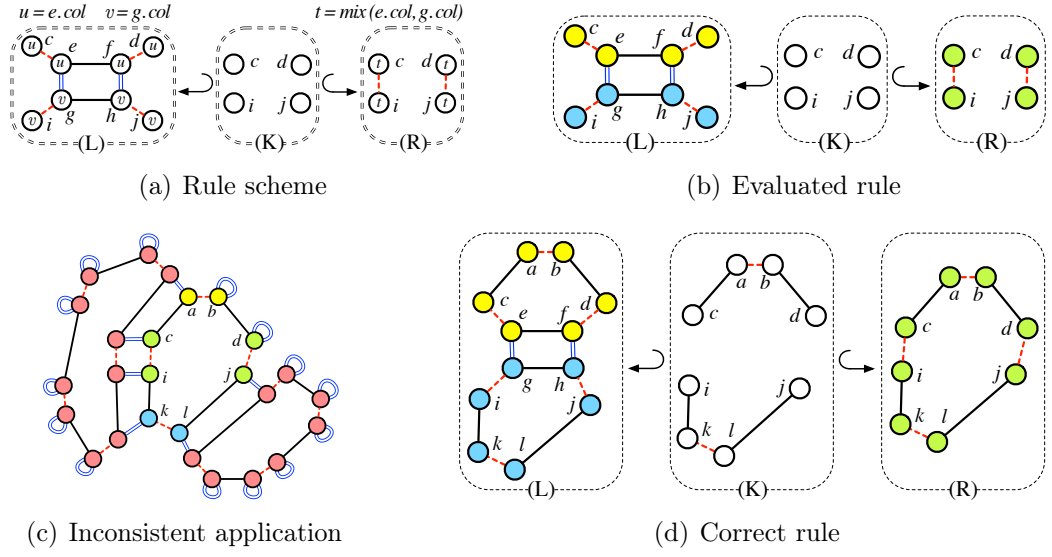 u = e.col v = g.col t = mix(e.col, g.col)
u c e f d u
u u
v v
v i g h j v
(L)
c d
i j
(K)
t c d t
t i j t
(R)
(a) Rule scheme
c e f d
i g h j
(L)
c d
i j
(K)
c d
i j
(R)
(b) Evaluated rule
a b
c d
i j
k l
(c) Inconsistent application
a b
c d
e f
g h
i j
k l
(L)
a b
c d
i j
k l
(K)
a b
c d
i j
k l
(R)
(d) Correct rule